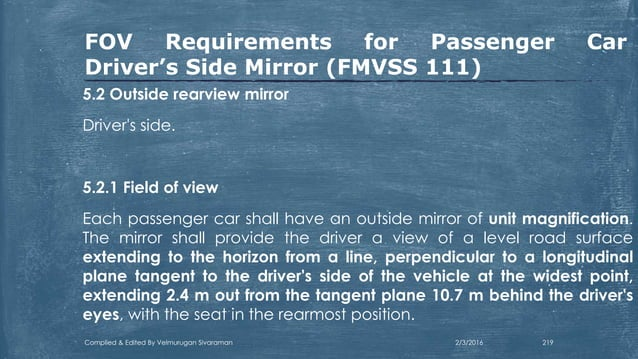 FOV Requirements for Passenger Car
Driver’s Side Mirror (FMVSS 111)
5.2 Outside rearview mirror
Driver's side.
5.2.1 Field of view
Each passenger car shall have an outside mirror of unit magnification.
The mirror shall provide the driver a view of a level road surface
extending to the horizon from a line, perpendicular to a longitudinal
plane tangent to the driver's side of the vehicle at the widest point,
extending 2.4 m out from the tangent plane 10.7 m behind the driver's
eyes, with the seat in the rearmost position.
Complied & Edited By Velmurugan Sivaraman 2/3/2016 219